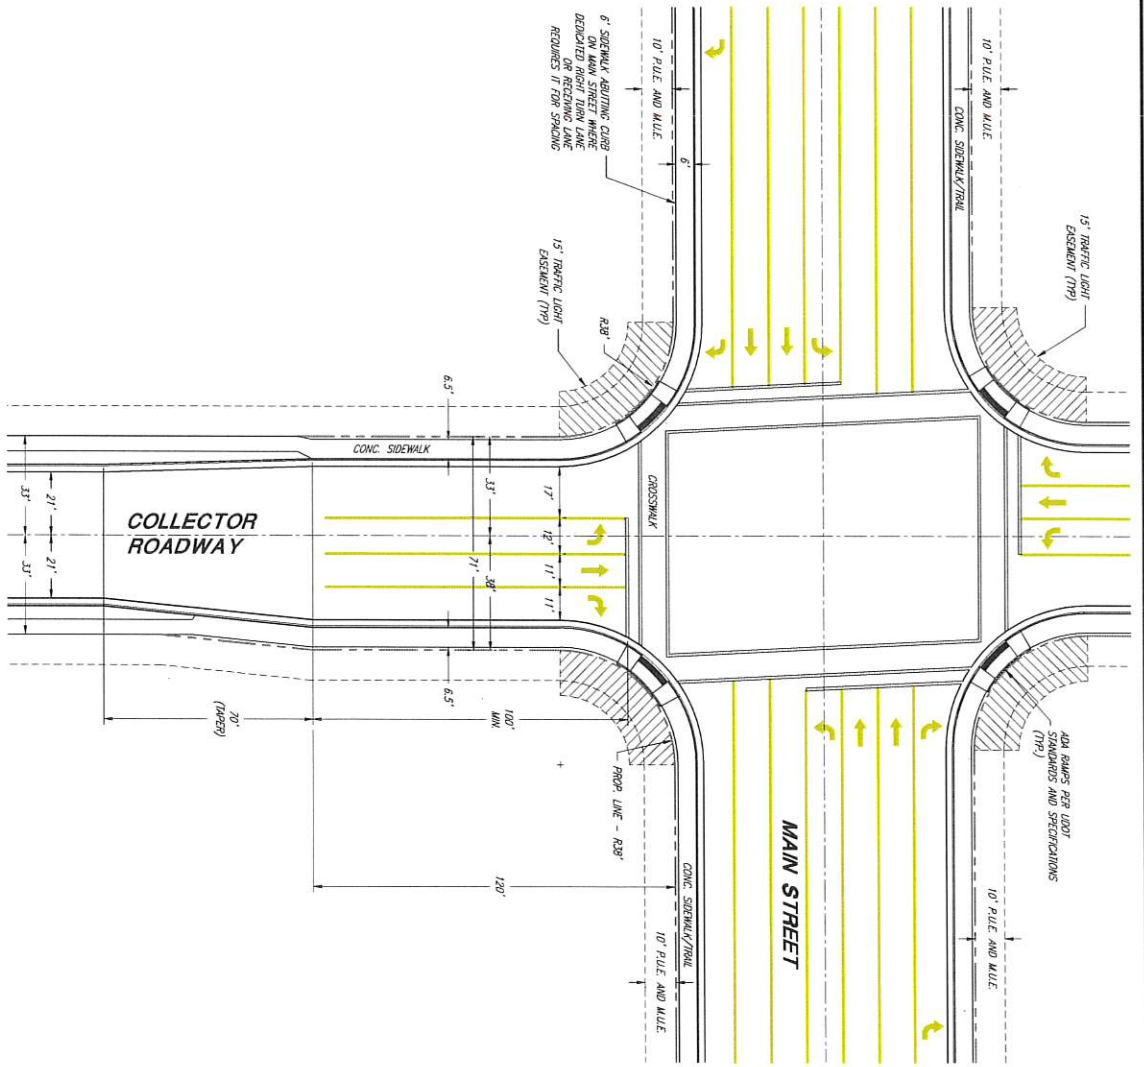 6' SIDEWALK ABUTTING CURB
ON MAIN STREET WHERE
DEDICATED RIGHT TURN LANE
OR RECEIVING LANE
REQUIRES IT FOR SPACING
10' P.U.E. AND M.U.E.
6'
10' P.U.E. AND M.U.E.
CONC. SIDEWALK/TRAIL
15' TRAFFIC LIGHT
EASEMENT (TYP)
15' TRAFFIC LIGHT
EASEMENT (TYP)
R38'
6.5'
CONC. SIDEWALK
CROSSWALK
33'
21'
21'
33'
COLLECTOR
ROADWAY
33'
71'
38'
17'
12'
11'
11'
6.5'
70'
(TAPER)
100'
MIN.
120'
PROP. LINE - R38'
ADA RAMPS PER UDOT
STANDARDS AND SPECIFICATIONS
(TYP.)
MAIN STREET
CONC. SIDEWALK/TRAIL
10' P.U.E. AND M.U.E.
10' P.U.E. AND M.U.E.